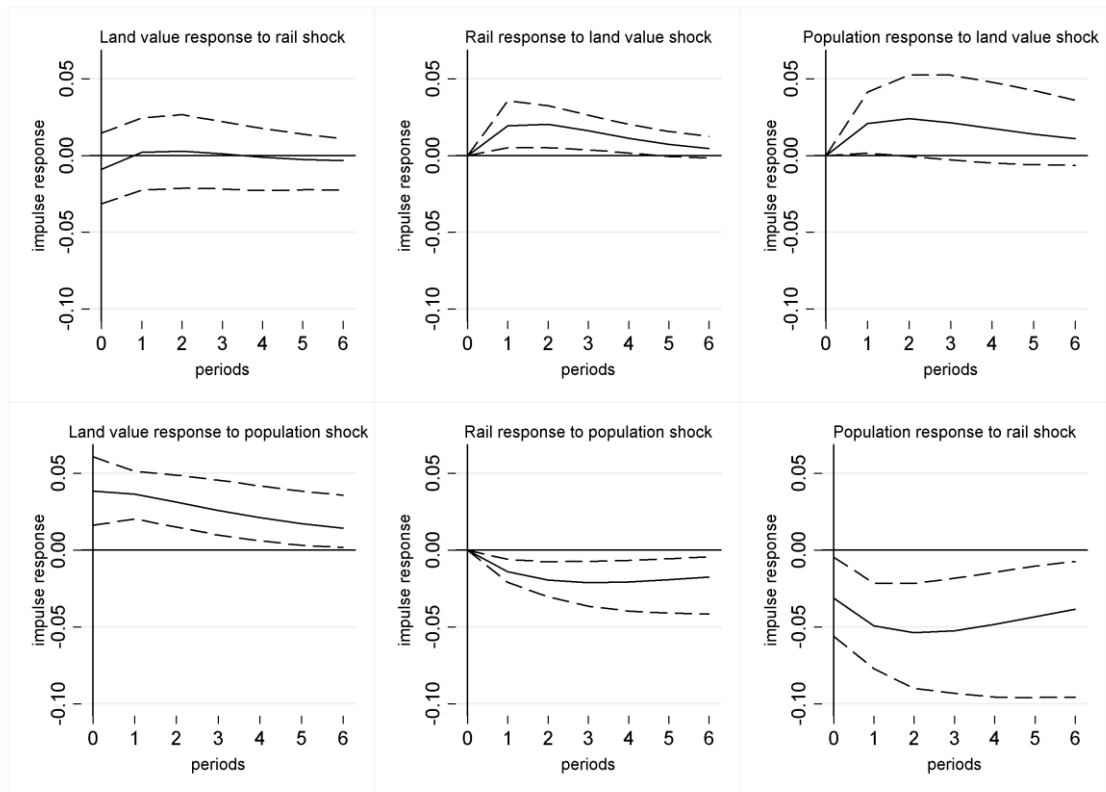 Land value response to rail shock
impulse response
0.05
0.00
-0.05
-0.10
0 1 2 3 4 5 6
periods
Rail response to land value shock
impulse response
0.05
0.00
-0.05
-0.10
0 1 2 3 4 5 6
periods
Population response to land value shock
impulse response
0.05
0.00
-0.05
-0.10
0 1 2 3 4 5 6
periods
Land value response to population shock
impulse response
0.05
0.00
-0.05
-0.10
0 1 2 3 4 5 6
periods
Rail response to population shock
impulse response
0.05
0.00
-0.05
-0.10
0 1 2 3 4 5 6
periods
Population response to rail shock
impulse response
0.05
0.00
-0.05
-0.10
0 1 2 3 4 5 6
periods